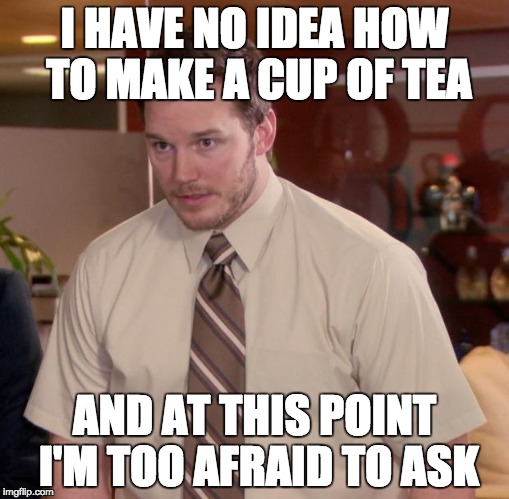 I HAVE NO IDEA HOW
TO MAKE A CUP OF TEA
AND AT THIS POINT
I'M TOO AFRAID TO ASK
imgflip.com